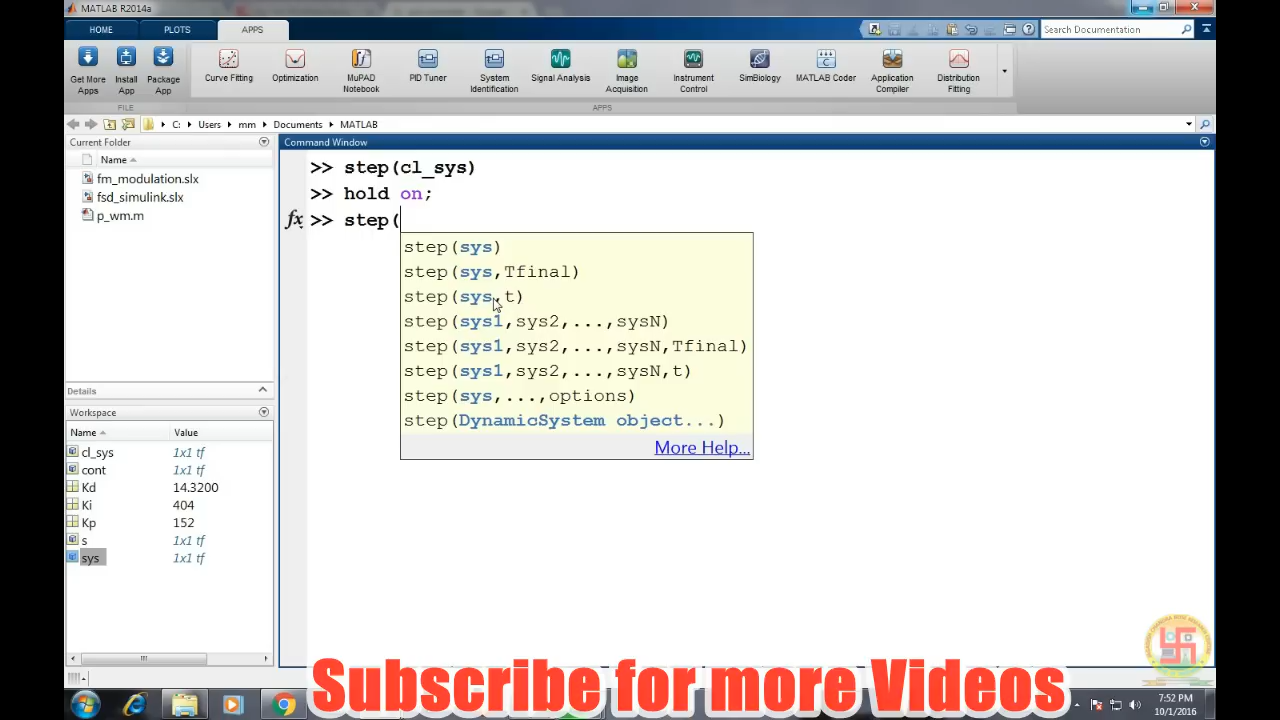 MATLAB R2014a
HOME PLOTS APPS
Search Documentation
Get More Apps
Install App
Package App
Curve Fitting
Optimization
MuPAD Notebook
PID Tuner
System Identification
Signal Analysis
Image Acquisition
Instrument Control
SimBiology
MATLAB Coder
Application Compiler
Distribution Fitting
FILE APPS
C: Users mm Documents MATLAB
Current Folder
Name
fm_modulation.slx
fsd_simulink.slx
p_wm.m
Details
Workspace
Name Value
cl_sys 1x1 tf
cont 1x1 tf
Kd 14.3200
Ki 404
Kp 152
s 1x1 tf
sys 1x1 tf
Command Window
>> step(cl_sys)
>> hold on;
fx >> step(
step(sys)
step(sys,Tfinal)
step(sys,t)
step(sys1,sys2,...,sysN)
step(sys1,sys2,...,sysN,Tfinal)
step(sys1,sys2,...,sysN,t)
step(sys,...,options)
step(DynamicSystem object...)
More Help...
Subscribe for more Videos
7:52 PM
10/1/2016